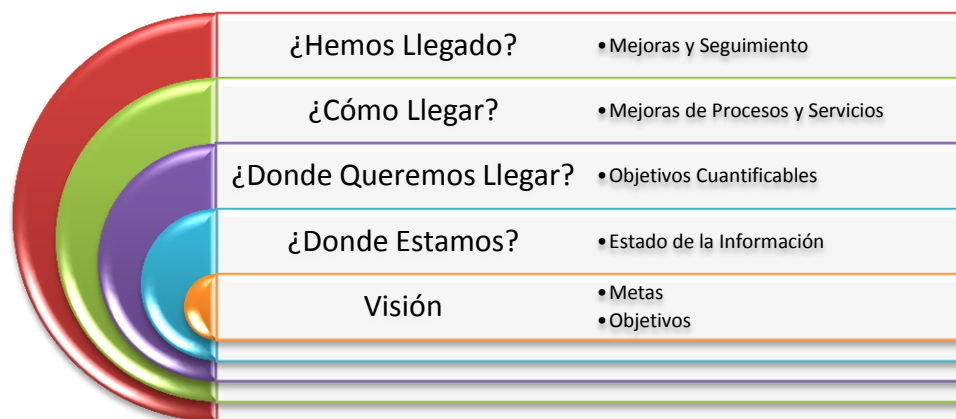 ¿Hemos Llegado?
•Mejoras y Seguimiento
¿Cómo Llegar?
•Mejoras de Procesos y Servicios
¿Donde Queremos Llegar?
•Objetivos Cuantificables
¿Donde Estamos?
•Estado de la Información
Visión
•Metas
•Objetivos